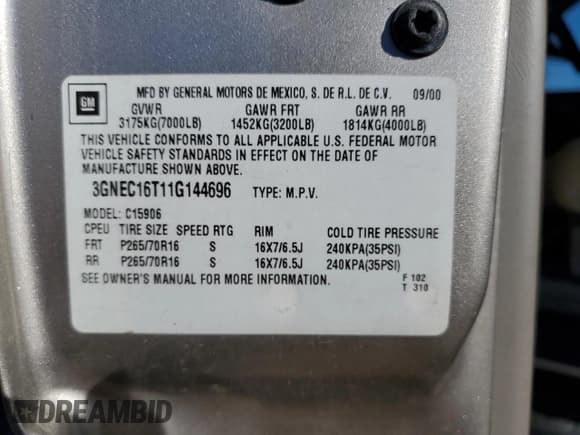 MFD BY GENERAL MOTORS DE MEXICO, S. DE R.L. DE C.V. 09/00
GM
GVWR GAWR FRT GAWR RR
3175KG(7000LB) 1452KG(3200LB) 1814KG(4000LB)
THIS VEHICLE CONFORMS TO ALL APPLICABLE U.S. FEDERAL MOTOR
VEHICLE SAFETY STANDARDS IN EFFECT ON THE DATE OF
MANUFACTURE SHOWN ABOVE.
3GNEC16T11G144696 TYPE: M.P.V.
MODEL: C15906
CPEU TIRE SIZE SPEED RTG RIM COLD TIRE PRESSURE
FRT P265/70R16 S 16X7/6.5J 240KPA(35PSI)
RR P265/70R16 S 16X7/6.5J 240KPA(35PSI)
SEE OWNER'S MANUAL FOR MORE INFORMATION.
F 102
T 310
DREAMBID